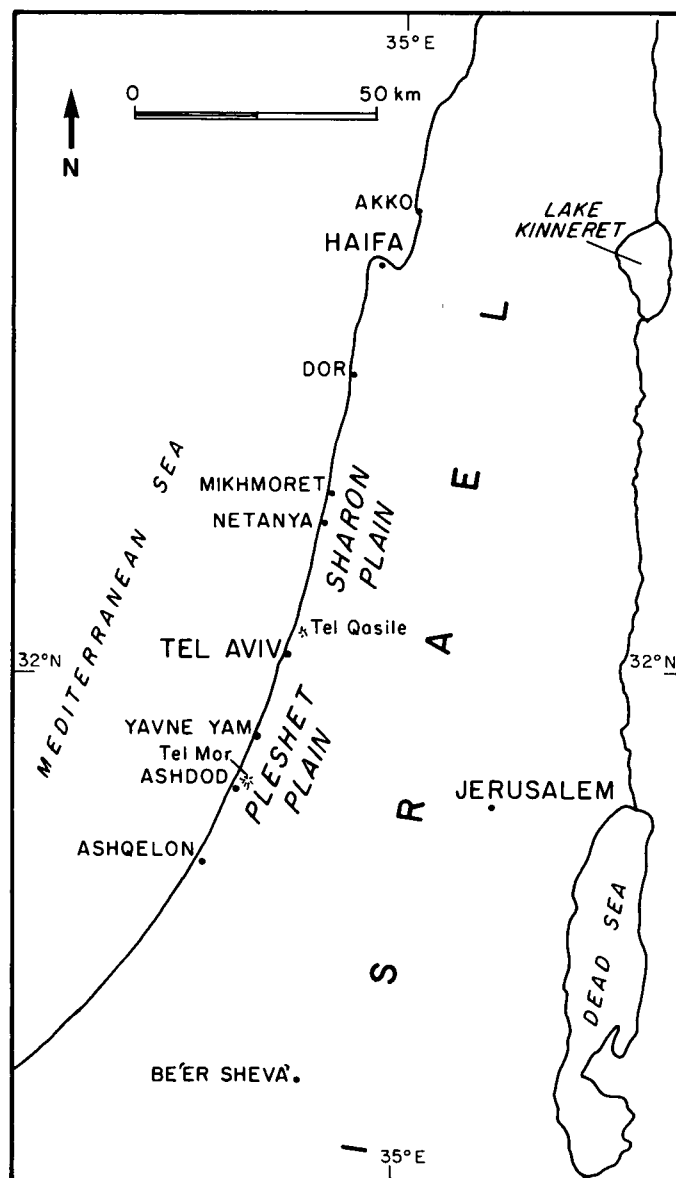 35°E
0 50 km
N
AKKO
HAIFA
LAKE
KINNERET
DOR
MEDITERRANEAN SEA
MIKHMORET
NETANYA
SHARON
PLAIN
Tel Qasile
TEL AVIV
32°N
32°N
YAVNE YAM
Tel Mor
ASHDOD
PLESHET
PLAIN
JERUSALEM
ASHQELON
DEAD SEA
BE'ER SHEVA'
ISRAEL
35°E